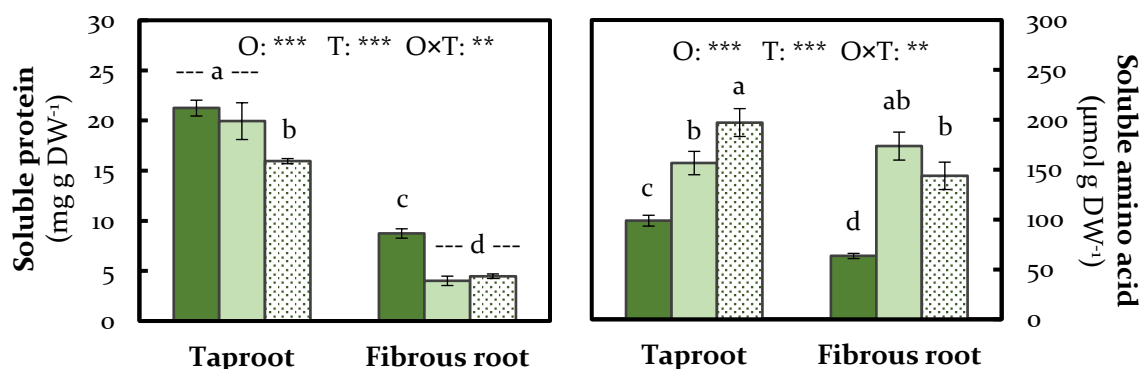 Soluble protein
(mg g DW⁻¹)
30
25
20
15
10
5
0
O: *** T: *** O×T: **
--- a ---
b
c
--- d ---
Taproot Fibrous root
O: *** T: *** O×T: **
c
b
a
d
ab
b
Taproot Fibrous root
300
250
200
150
100
50
0
Soluble amino acid
(µmol g DW⁻¹)